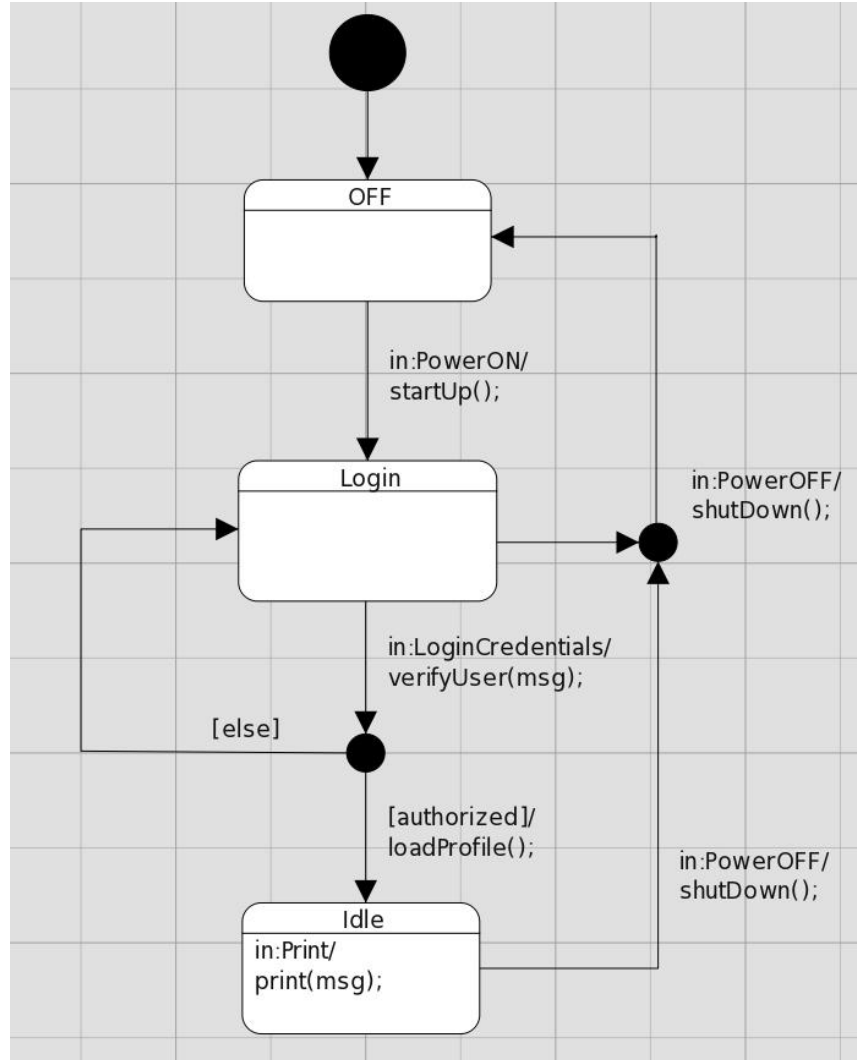 OFF
in:PowerON/
startUp();
Login
in:PowerOFF/
shutDown();
in:LoginCredentials/
verifyUser(msg);
[else]
[authorized]/
loadProfile();
in:PowerOFF/
shutDown();
Idle
in:Print/
print(msg);